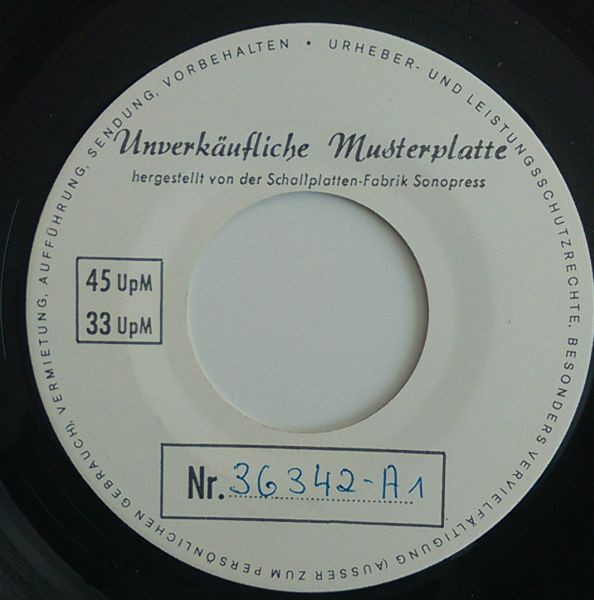 URHEBER- UND LEISTUNGSSCHUTZRECHTE, BESONDERS VERVIELFÄLTIGUNG (AUSSER ZUM PERSÖNLICHEN GEBRAUCH), VERMIETUNG, AUFFÜHRUNG, SENDUNG, VORBEHALTEN •
Unverkäufliche Musterplatte
hergestellt von der Schallplatten-Fabrik Sonopress
45 UpM
33 UpM
Nr. 36342-A1